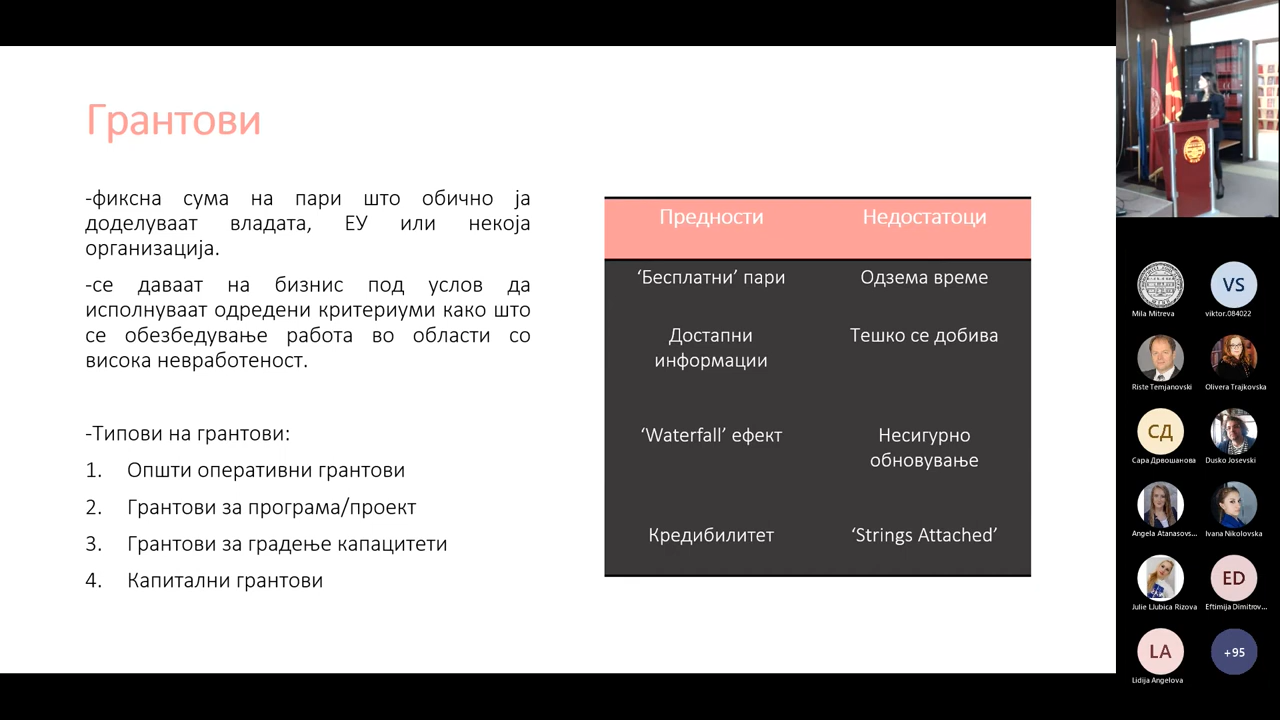 Грантови
-фиксна сума на пари што обично ја
доделуваат владата, ЕУ или некоја
организација.
-се даваат на бизнис под услов да
исполнуваат одредени критериуми како што
се обезбедување работа во области со
висока невработеност.
-Типови на грантови:
1. Општи оперативни грантови
2. Грантови за програма/проект
3. Грантови за градење капацитети
4. Капитални грантови
Предности Недостатоци
‘Бесплатни’ пари Одзема време
Достапни Тешко се добива
информации
‘Waterfall’ ефект Несигурно
обновување
Кредибилитет ‘Strings Attached’
VS
Mila Mitreva viktor.084022
Riste Temjanovski Olivera Trajkovska
СД
Сара Дрвошанова Dusko Josevski
Angela Atanasovs... Ivana Nikolovska
ED
Julie LJubica Rizova Eftimija Dimitrov...
LA +95
Lidija Angelova